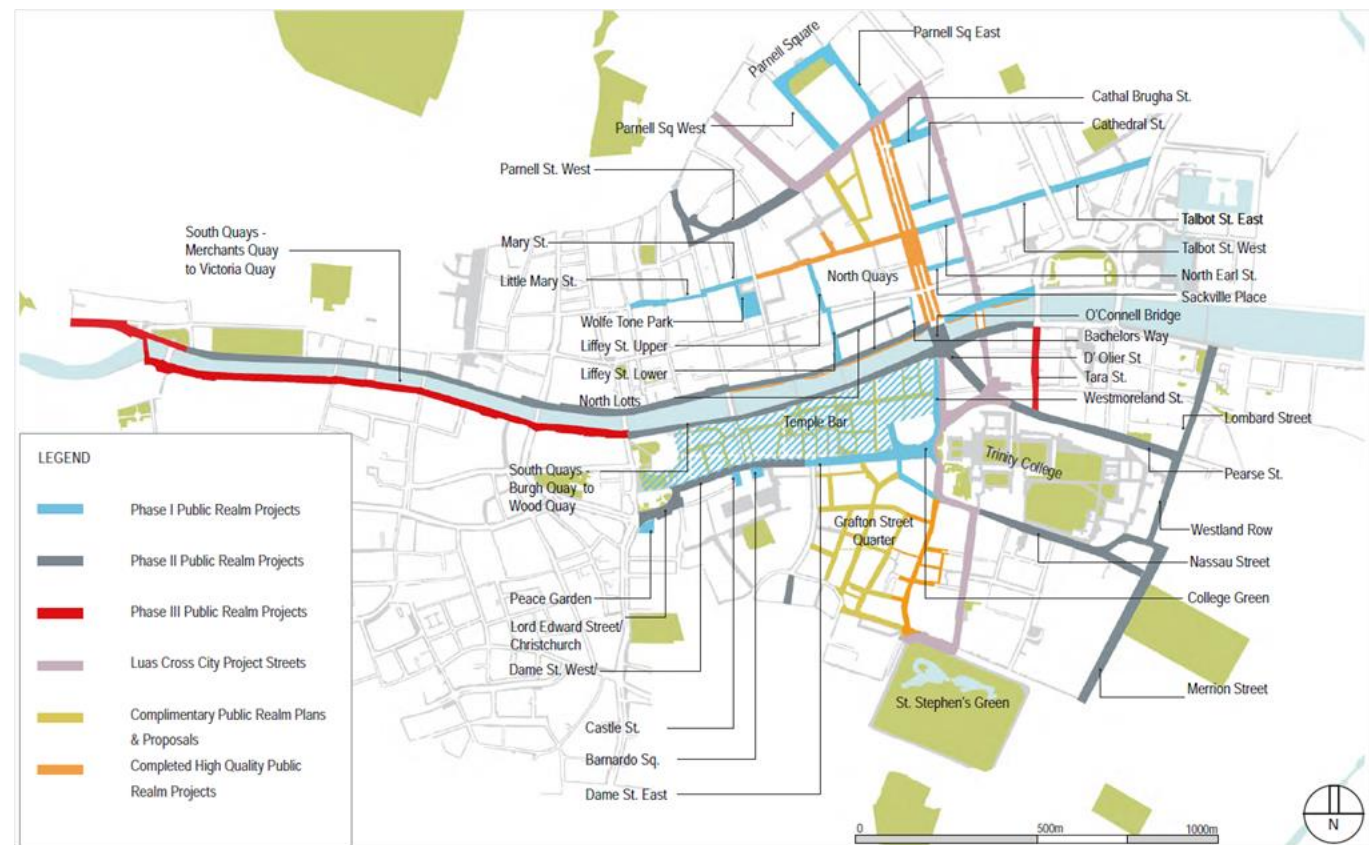 Parnell Square
Parnell Sq East
Cathal Brugha St.
Cathedral St.
Parnell Sq West
Parnell St. West
South Quays -
Merchants Quay
to Victoria Quay
Mary St.
Little Mary St.
North Quays
Talbot St. East
Talbot St. West
North Earl St.
Sackville Place
Wolfe Tone Park
Liffey St. Upper
Liffey St. Lower
North Lotts
O'Connell Bridge
Bachelors Way
D' Olier St
Tara St.
Westmoreland St.
Temple Bar
Lombard Street
Trinity College
Pearse St.
South Quays -
Burgh Quay to
Wood Quay
Grafton Street
Quarter
Westland Row
Nassau Street
College Green
Peace Garden
Lord Edward Street/
Christchurch
Dame St. West/
Merrion Street
St. Stephen's Green
Castle St.
Barnardo Sq.
Dame St. East
LEGEND
Phase I Public Realm Projects
Phase II Public Realm Projects
Phase III Public Realm Projects
Luas Cross City Project Streets
Complimentary Public Realm Plans
& Proposals
Completed High Quality Public
Realm Projects
0 500m 1000m
N